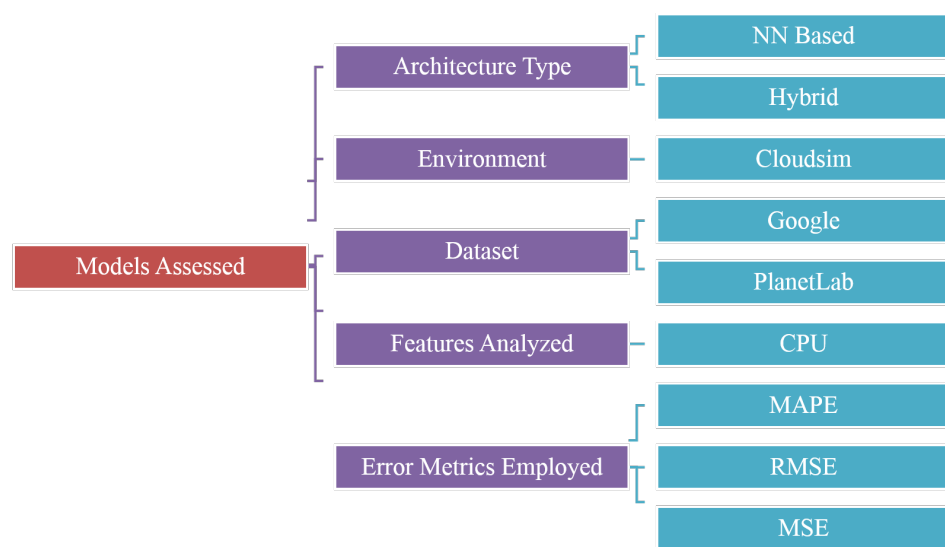 Models Assessed
Architecture Type
NN Based
Hybrid
Environment
Cloudsim
Dataset
Google
PlanetLab
Features Analyzed
CPU
Error Metrics Employed
MAPE
RMSE
MSE